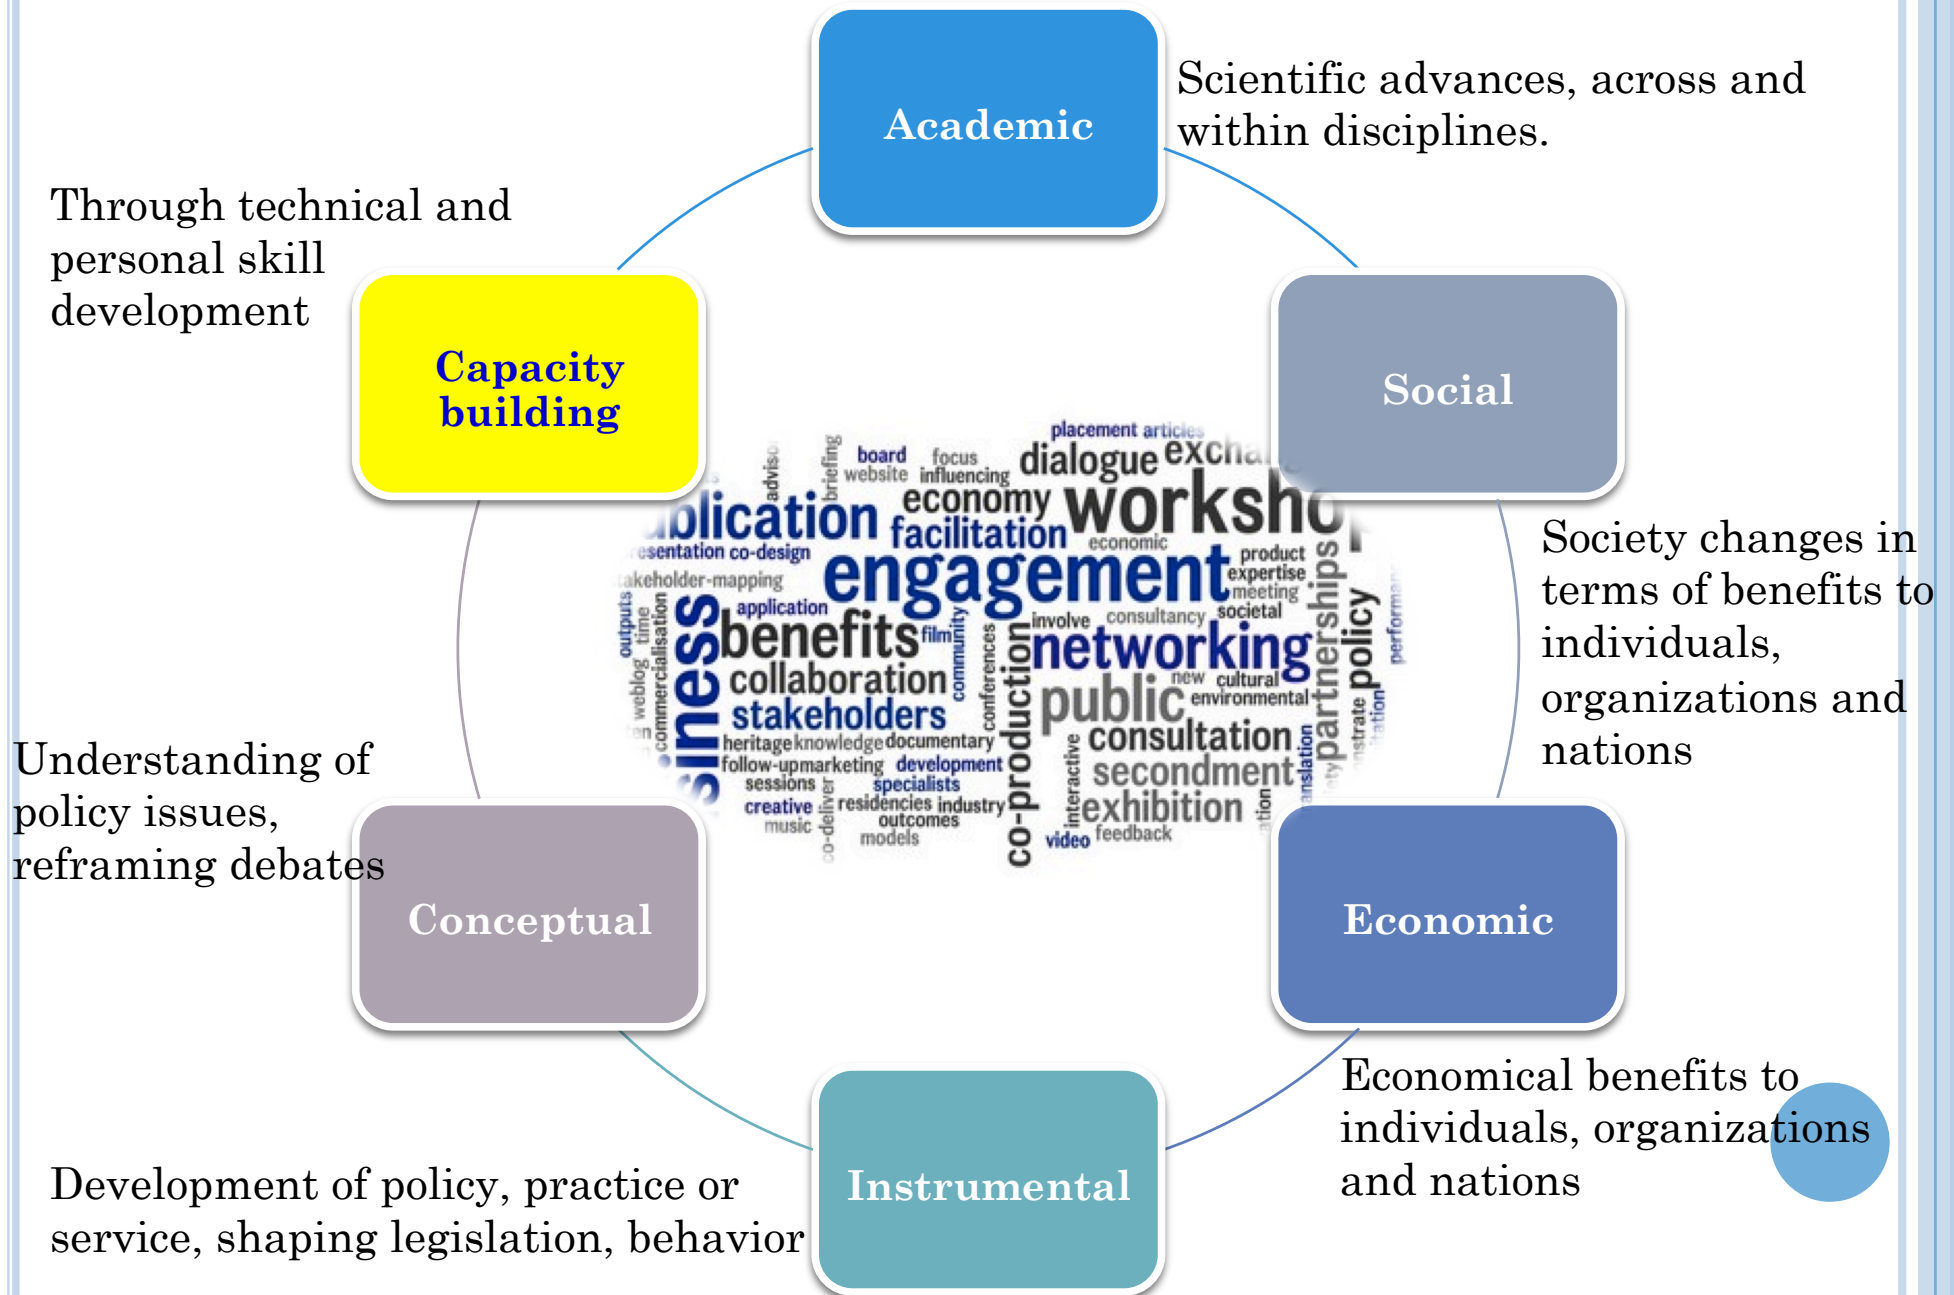 Academic
Scientific advances, across and
within disciplines.
Through technical and
personal skill
development
Capacity
building
Social
Society changes in
terms of benefits to
individuals,
organizations and
nations
Understanding of
policy issues,
reframing debates
Conceptual
Economic
Economical benefits to
individuals, organizations
and nations
Instrumental
Development of policy, practice or
service, shaping legislation, behavior
placement articles
board
focus
dialogue
briefing
website
influencing
economy
facilitation
economic
co-design
engagement
product
expertise
meeting
application
benefits
film
community
involve
consultancy
societal
networking
partnerships
policy
outputs
time
weblog
commercialisation
collaboration
conferences
co-production
new
cultural
public
environmental
stakeholders
heritage
knowledge
documentary
consultation
follow-up
marketing
development
interactive
secondment
sessions
specialists
creative
co-deliver
residencies
industry
exhibition
music
outcomes
models
video
feedback